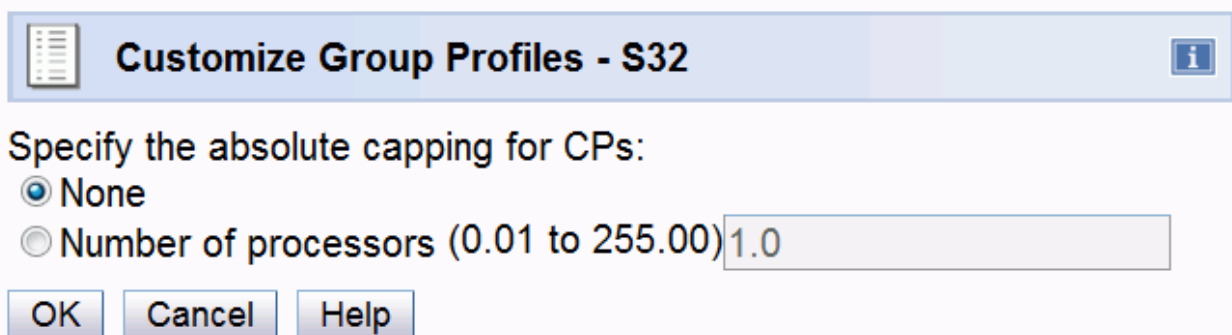 Customize Group Profiles - S32
Specify the absolute capping for CPs:
None
Number of processors (0.01 to 255.00) 1.0
OK Cancel Help